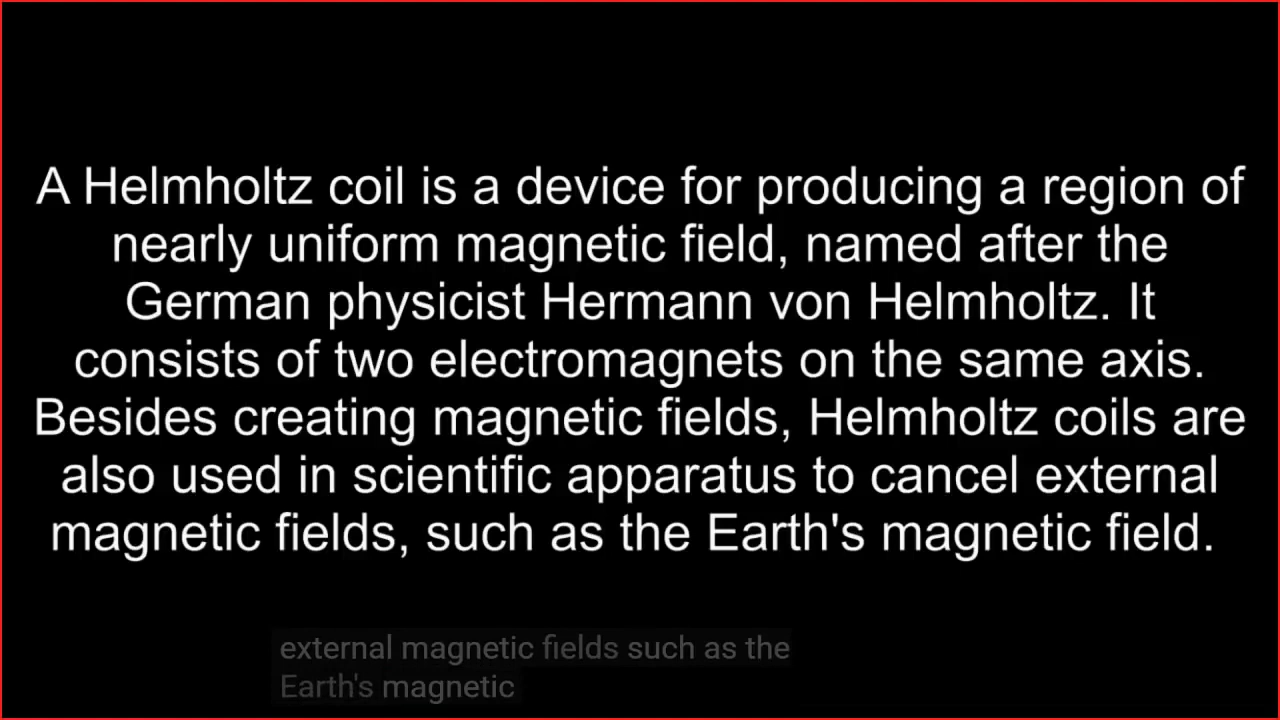 A Helmholtz coil is a device for producing a region of
nearly uniform magnetic field, named after the
German physicist Hermann von Helmholtz. It
consists of two electromagnets on the same axis.
Besides creating magnetic fields, Helmholtz coils are
also used in scientific apparatus to cancel external
magnetic fields, such as the Earth's magnetic field.
external magnetic fields such as the
Earth's magnetic